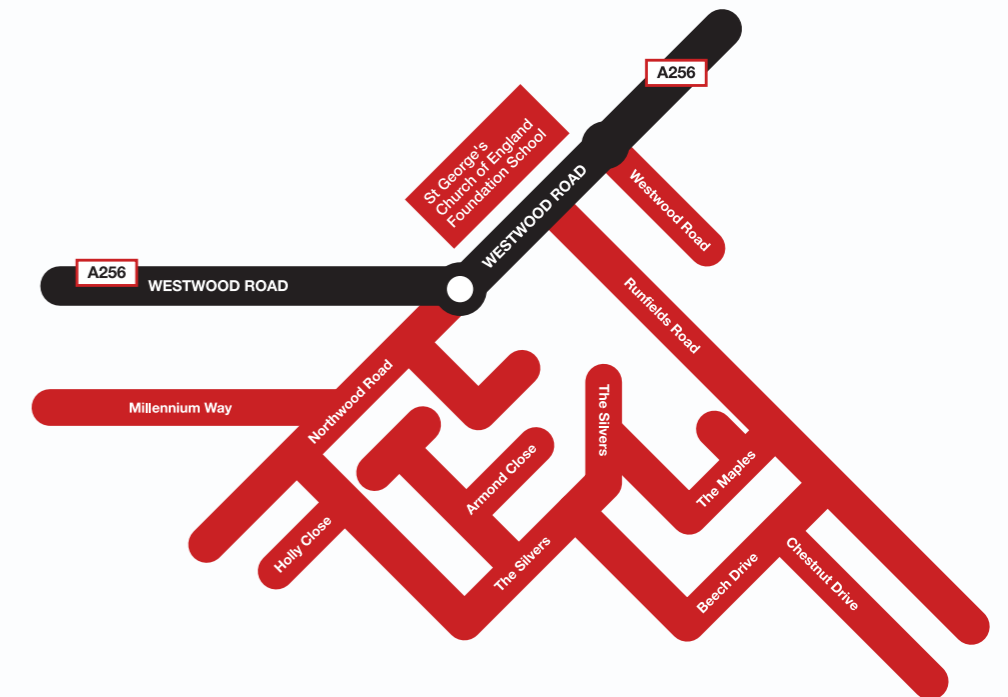 A256
St George's
Church of England
Foundation School
WESTWOOD ROAD
Westwood Road
A256
WESTWOOD ROAD
Runfields Road
Northwood Road
Millennium Way
The Silvers
Armond Close
The Maples
Holly Close
The Silvers
Beech Drive
Chestnut Drive